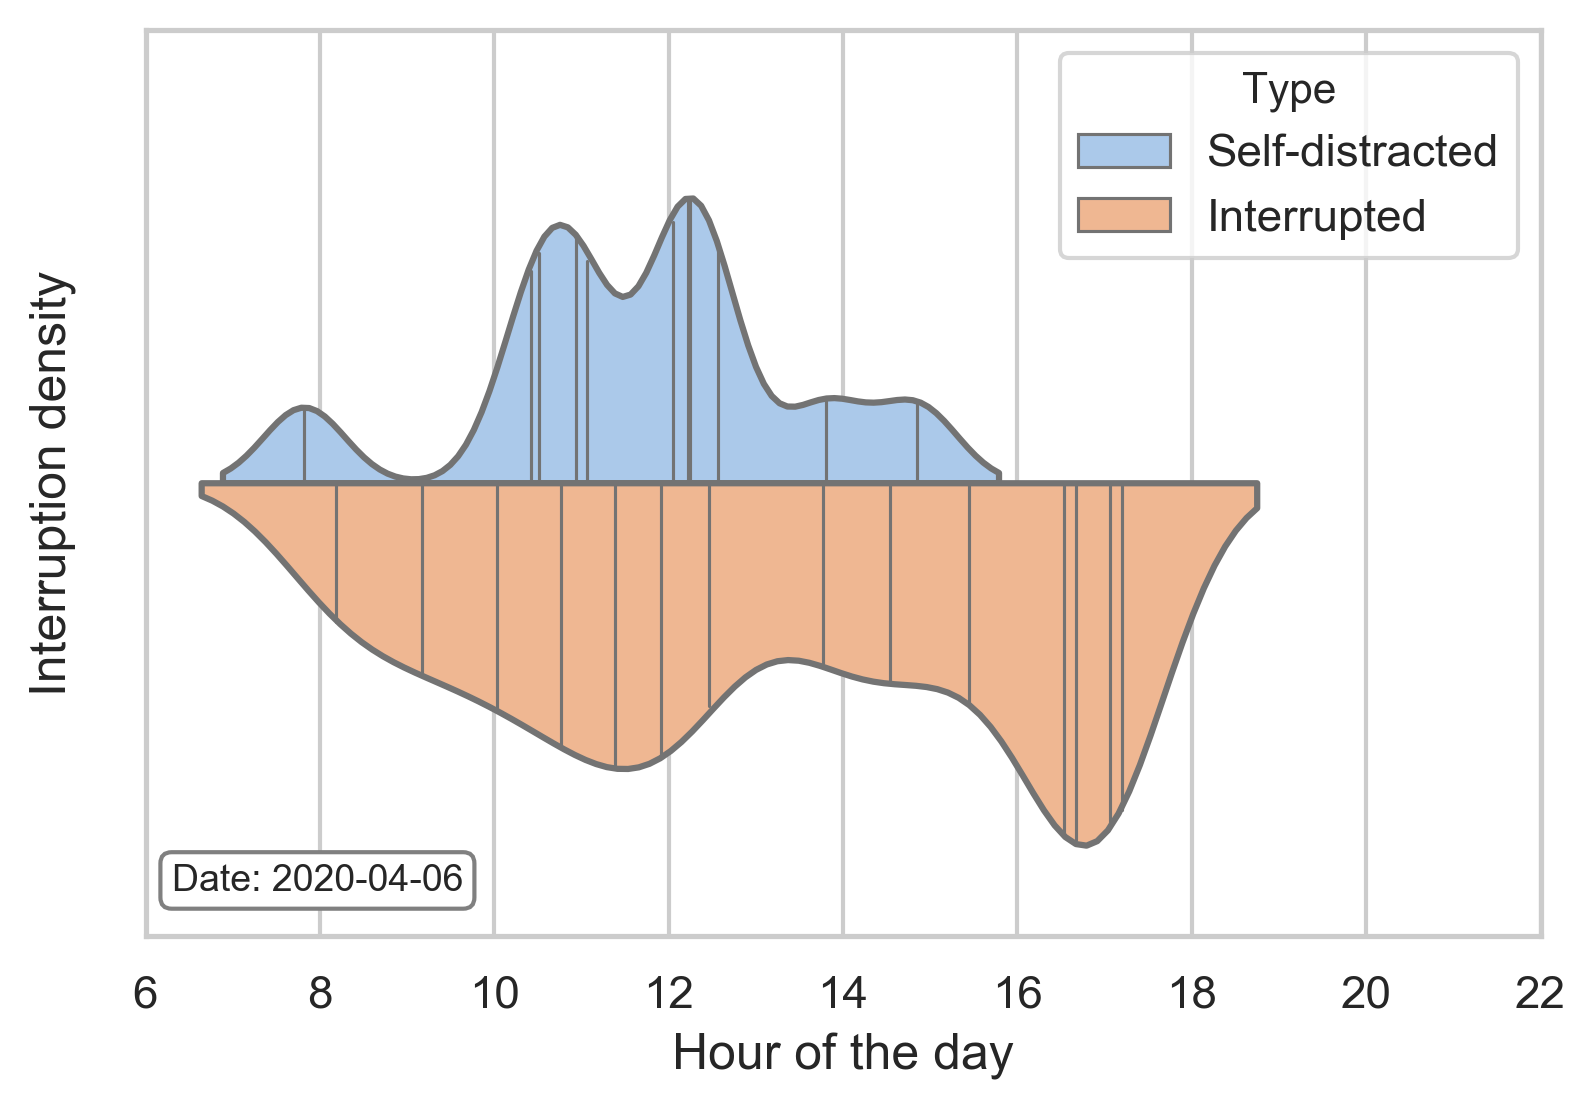 Type
Self-distracted
Interrupted
Interruption density
Date: 2020-04-06
6 8 10 12 14 16 18 20 22
Hour of the day